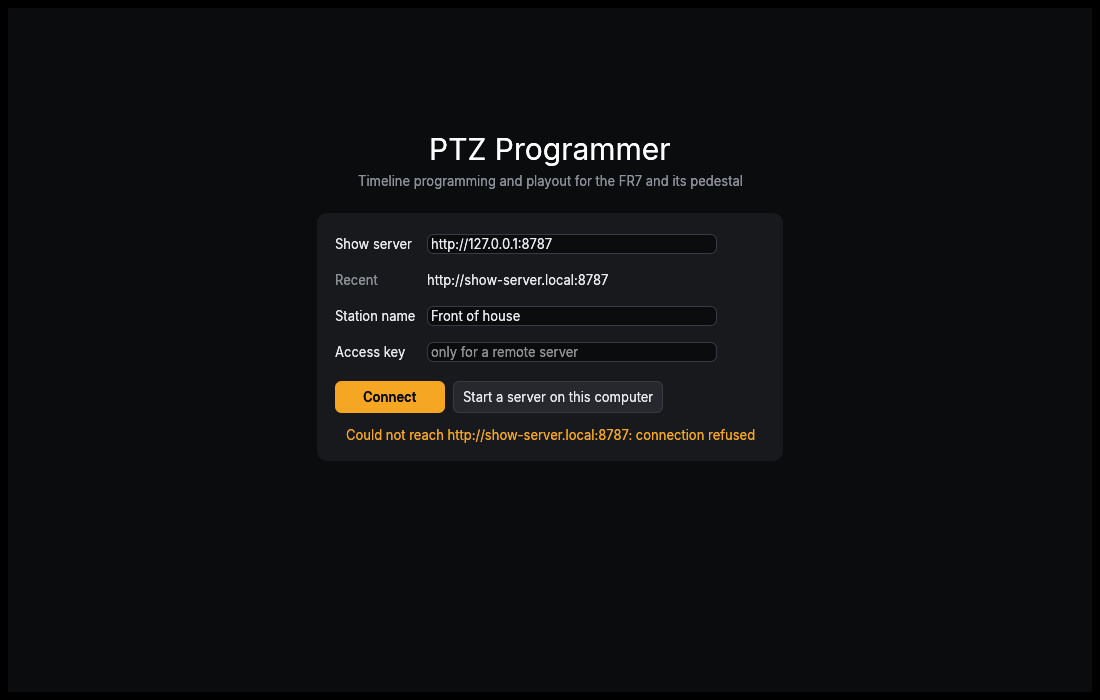 PTZ Programmer
Timeline programming and playout for the FR7 and its pedestal
Show server http://127.0.0.1:8787
Recent http://show-server.local:8787
Station name Front of house
Access key only for a remote server
Connect Start a server on this computer
Could not reach http://show-server.local:8787: connection refused